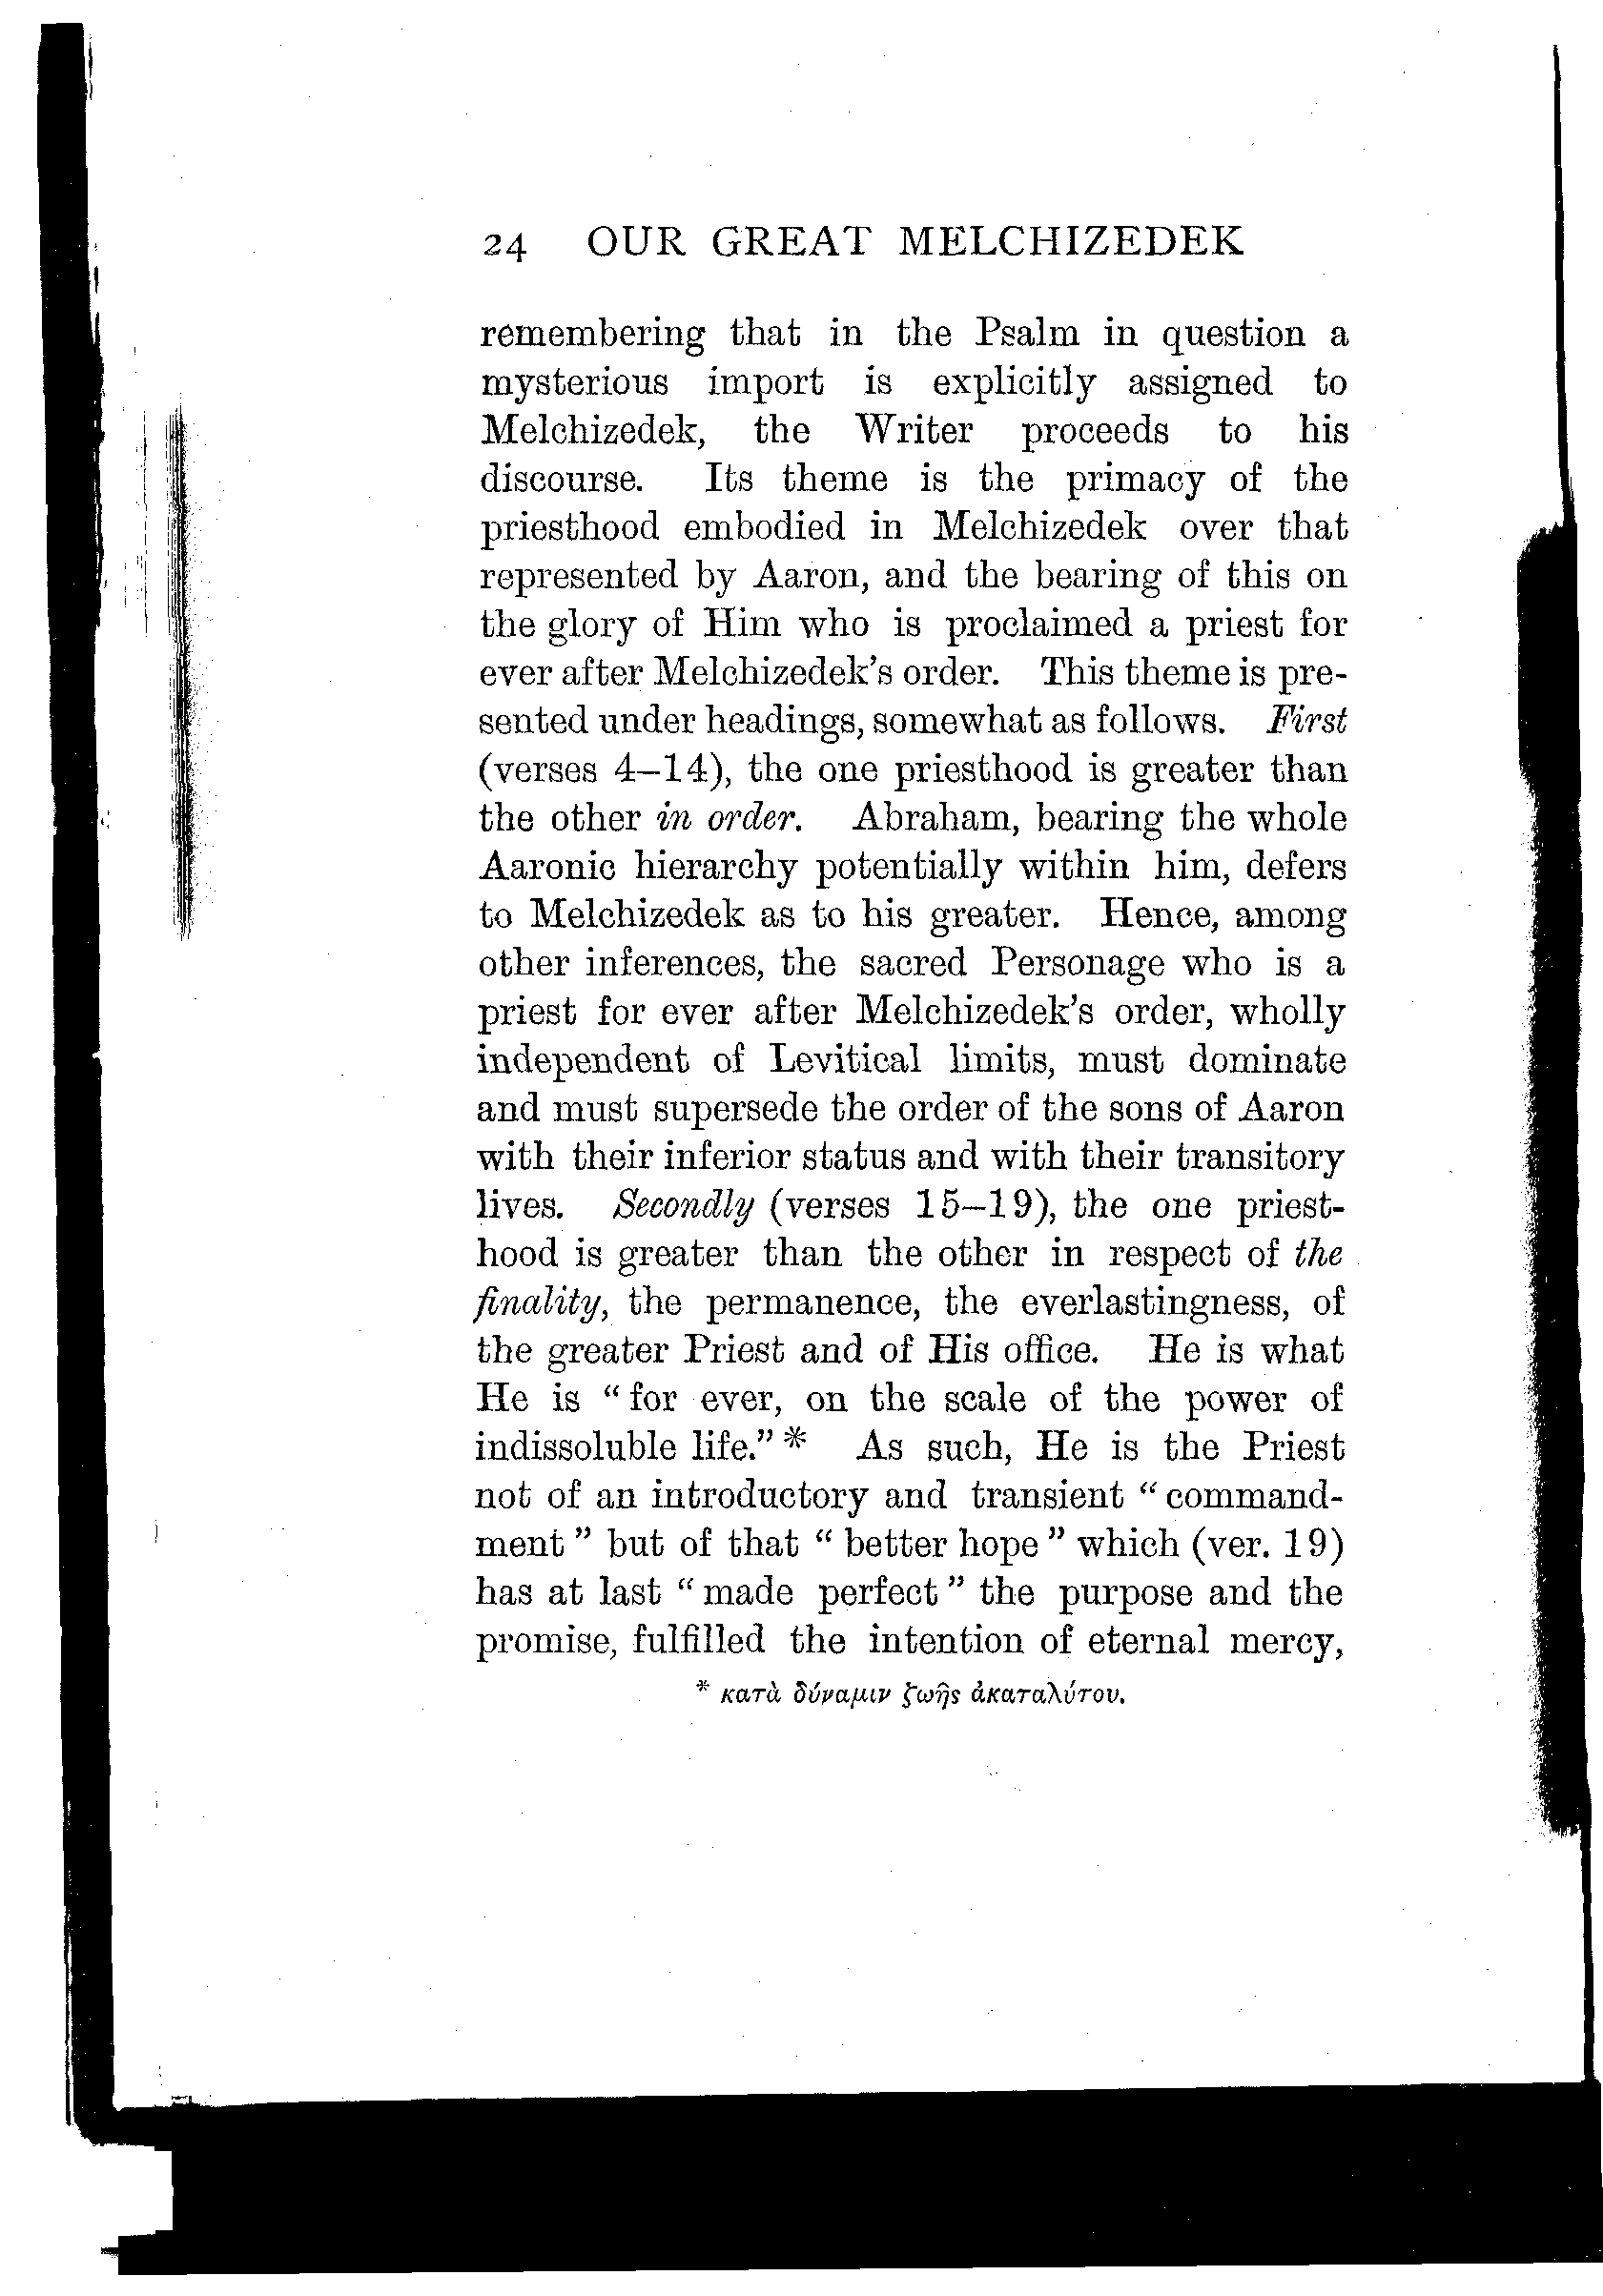 24 OUR GREAT MELCHIZEDEK
remembering that in the Psalm in question a
mysterious import is explicitly assigned to
Melchizedek, the Writer proceeds to his
discourse. Its theme is the primacy of the
priesthood embodied in Melchizedek over that
represented by Aaron, and the bearing of this on
the glory of Him who is proclaimed a priest for
ever after Melchizedek's order. This theme is pre-
sented under headings, somewhat as follows. First
(verses 4–14), the one priesthood is greater than
the other in order. Abraham, bearing the whole
Aaronic hierarchy potentially within him, defers
to Melchizedek as to his greater. Hence, among
other inferences, the sacred Personage who is a
priest for ever after Melchizedek's order, wholly
independent of Levitical limits, must dominate
and must supersede the order of the sons of Aaron
with their inferior status and with their transitory
lives. Secondly (verses 15–19), the one priest-
hood is greater than the other in respect of the
finality, the permanence, the everlastingness, of
the greater Priest and of His office. He is what
He is “for ever, on the scale of the power of
indissoluble life.” * As such, He is the Priest
not of an introductory and transient “command-
ment” but of that “better hope” which (ver. 19)
has at last “made perfect” the purpose and the
promise, fulfilled the intention of eternal mercy,
* κατὰ δύναμιν ζωῆς ἀκαταλύτου.